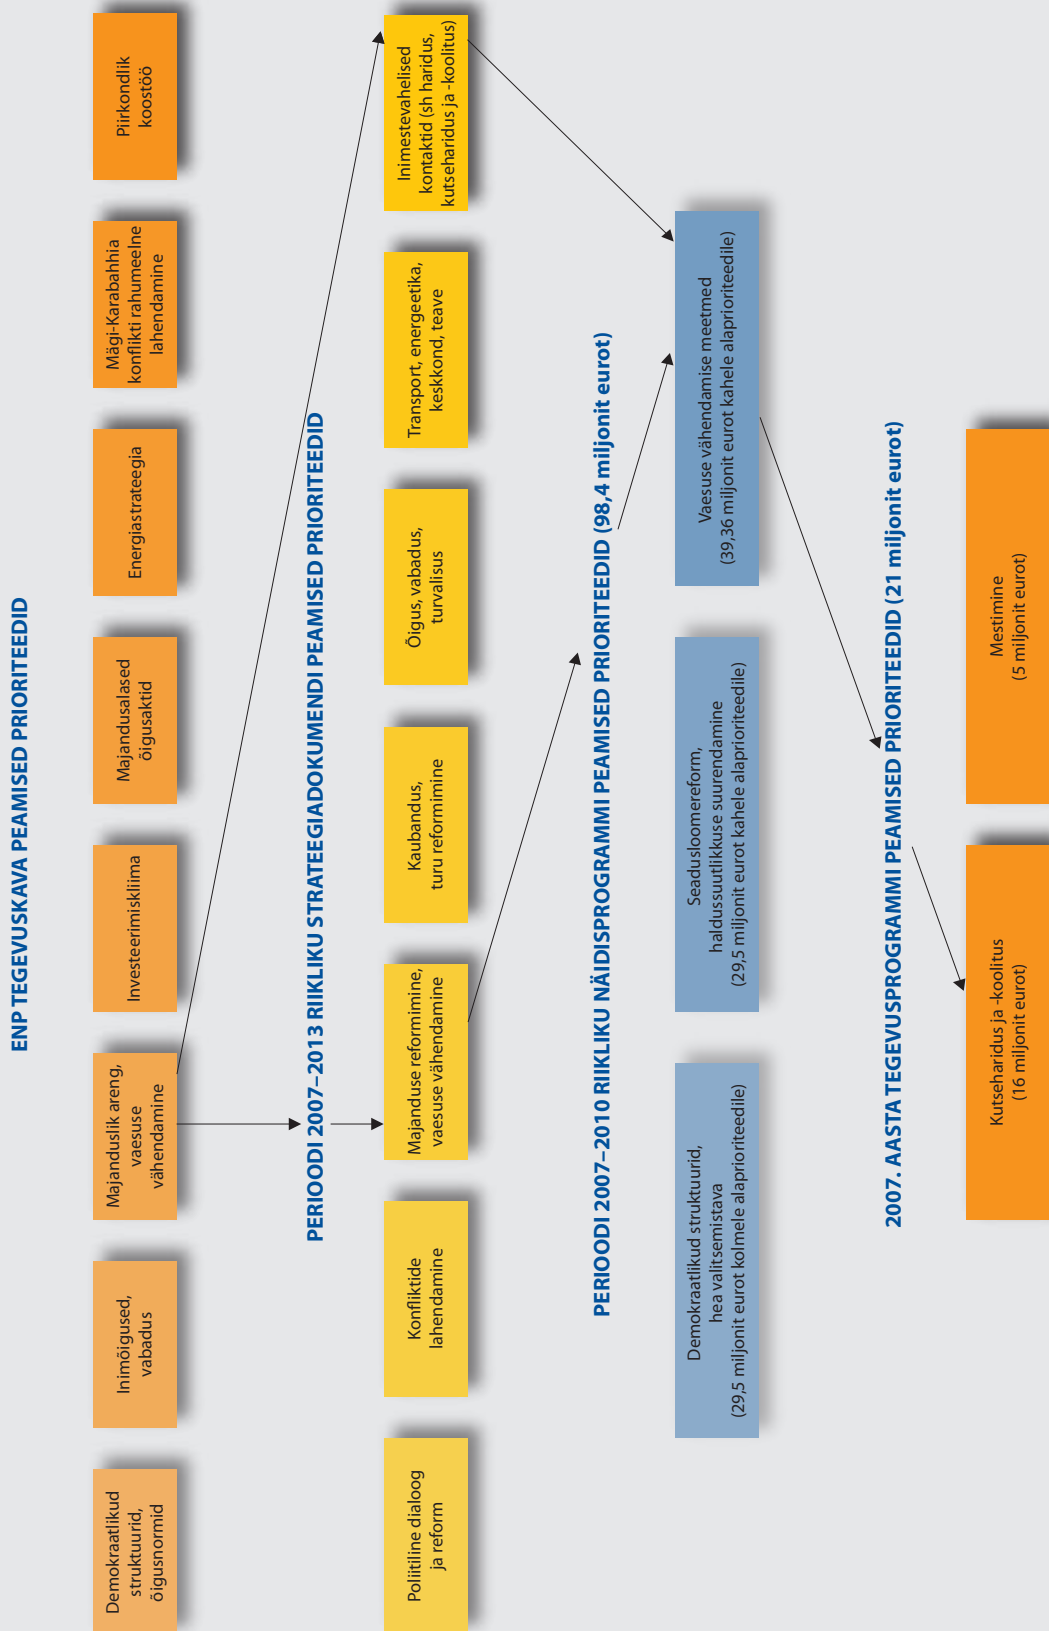 ENP TEGEVUSKAVA PEAMISED PRIORITEEDID
Demokraatlikud
struktuurid,
õigusnormid
Inimõigused,
vabadus
Majanduslik areng,
vaesuse
vähendamine
Investeerimiskliima
Majandusalased
õigusaktid
Energiastrateegia
Mägi-Karabahhia
konflikti rahumeelne
lahendamine
Piirkondlik
koostöö
PERIOODI 2007–2013 RIIKLIKU STRATEEGIADOKUMENDI PEAMISED PRIORITEEDID
Poliitiline dialoog
ja reform
Konfliktide
lahendamine
Majanduse reformimine,
vaesuse vähendamine
Kaubandus,
turu reformimine
Õigus, vabadus,
turvalisus
Transport, energeetika,
keskkond, teave
Inimestevahelised
kontaktid (sh haridus,
kutseharidus ja -koolitus)
PERIOODI 2007–2010 RIIKLIKU NÄIDISPROGRAMMI PEAMISED PRIORITEEDID (98,4 miljonit eurot)
Demokraatlikud struktuurid,
hea valitsemistava
(29,5 miljonit eurot kolmele alaprioriteedile)
Seadusloomereform,
haldussuutlikkuse suurendamine
(29,5 miljonit eurot kahele alaprioriteedile)
Vaesuse vähendamise meetmed
(39,36 miljonit eurot kahele alaprioriteedile)
2007. AASTA TEGEVUSPROGRAMMI PEAMISED PRIORITEEDID (21 miljonit eurot)
Kutseharidus ja -koolitus
(16 miljonit eurot)
Mestimine
(5 miljonit eurot)